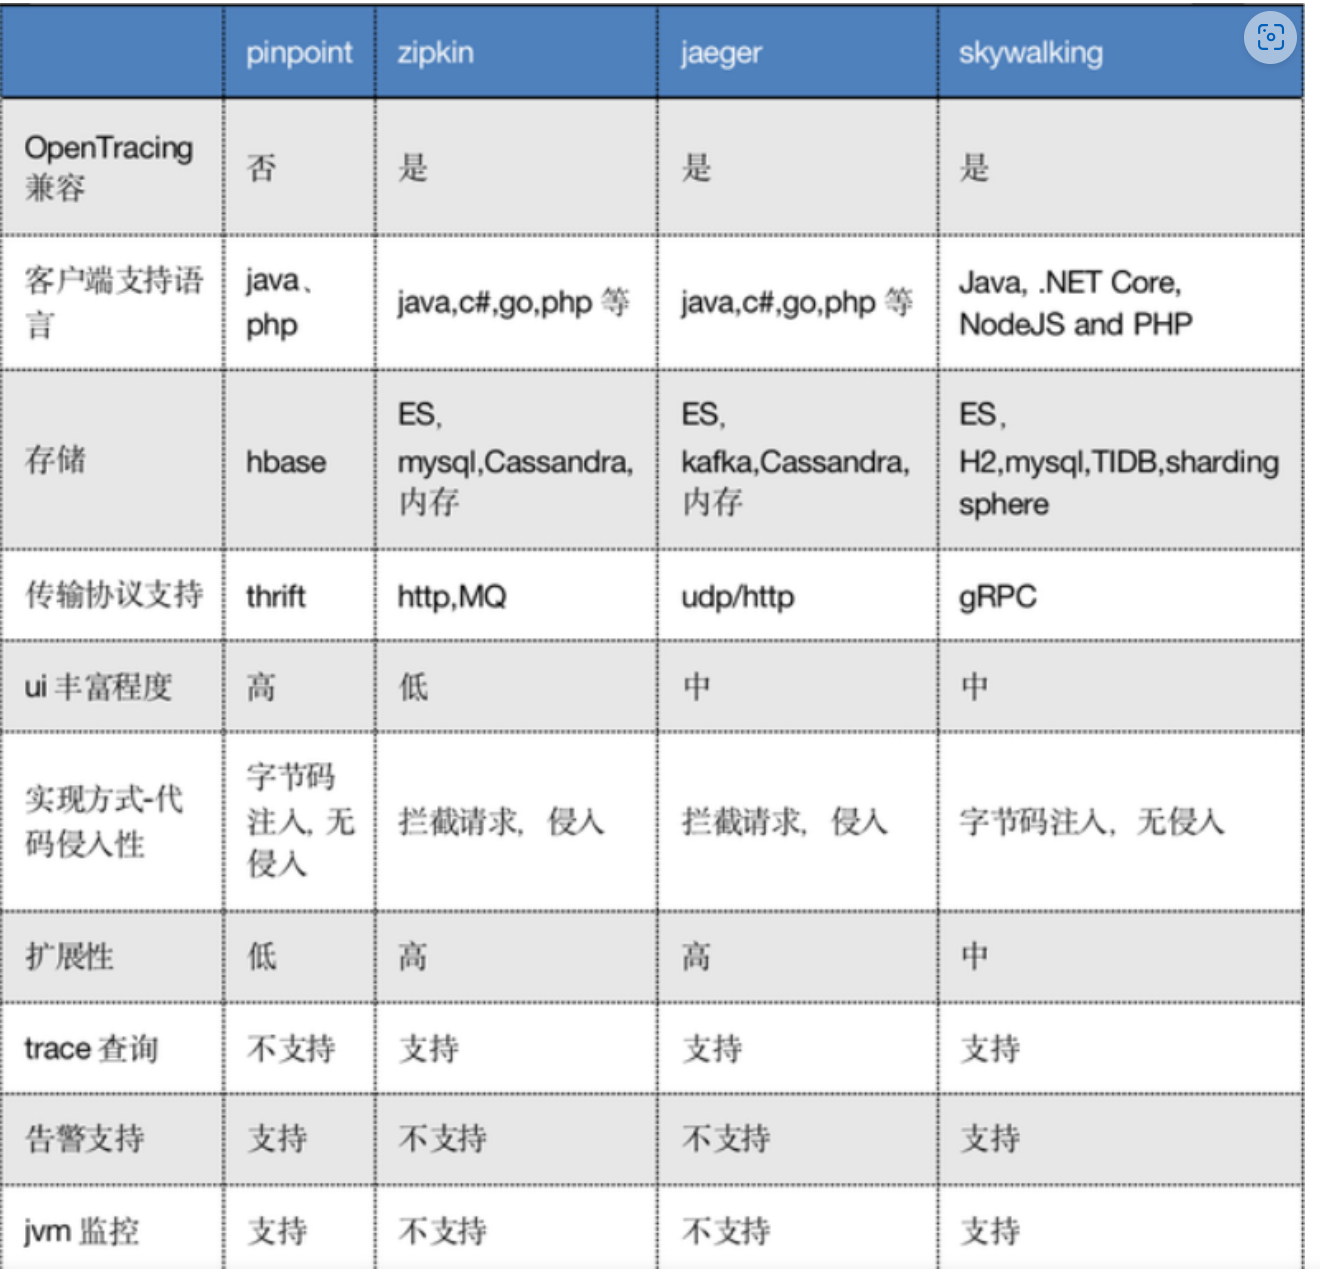 pinpoint zipkin jaeger skywalking
OpenTracing
兼容
否 是 是 是
客户端支持语
言
java、
php
java,c#,go,php 等
java,c#,go,php 等
Java, .NET Core,
NodeJS and PHP
存储
hbase
ES,
mysql,Cassandra,
内存
ES,
kafka,Cassandra,
内存
ES,
H2,mysql,TIDB,sharding
sphere
传输协议支持 thrift http,MQ udp/http gRPC
ui 丰富程度 高 低 中 中
实现方式-代
码侵入性
字节码
注入, 无
侵入
拦截请求, 侵入
拦截请求, 侵入
字节码注入, 无侵入
扩展性 低 高 高 中
trace 查询 不支持 支持 支持 支持
告警支持 支持 不支持 不支持 支持
jvm 监控 支持 不支持 不支持 支持